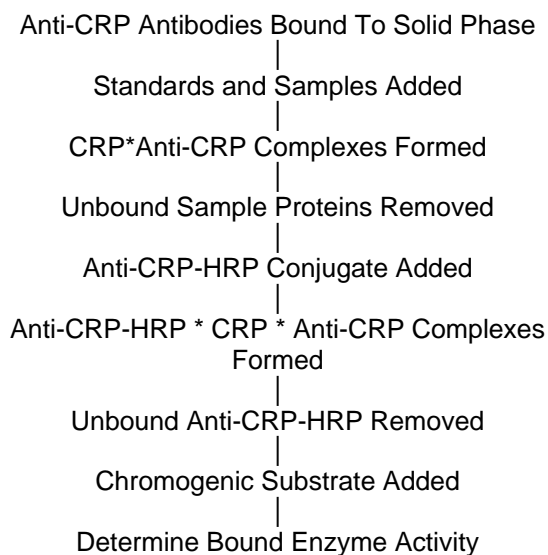 Anti-CRP Antibodies Bound To Solid Phase
Standards and Samples Added
CRP*Anti-CRP Complexes Formed
Unbound Sample Proteins Removed
Anti-CRP-HRP Conjugate Added
Anti-CRP-HRP * CRP * Anti-CRP Complexes
Formed
Unbound Anti-CRP-HRP Removed
Chromogenic Substrate Added
Determine Bound Enzyme Activity